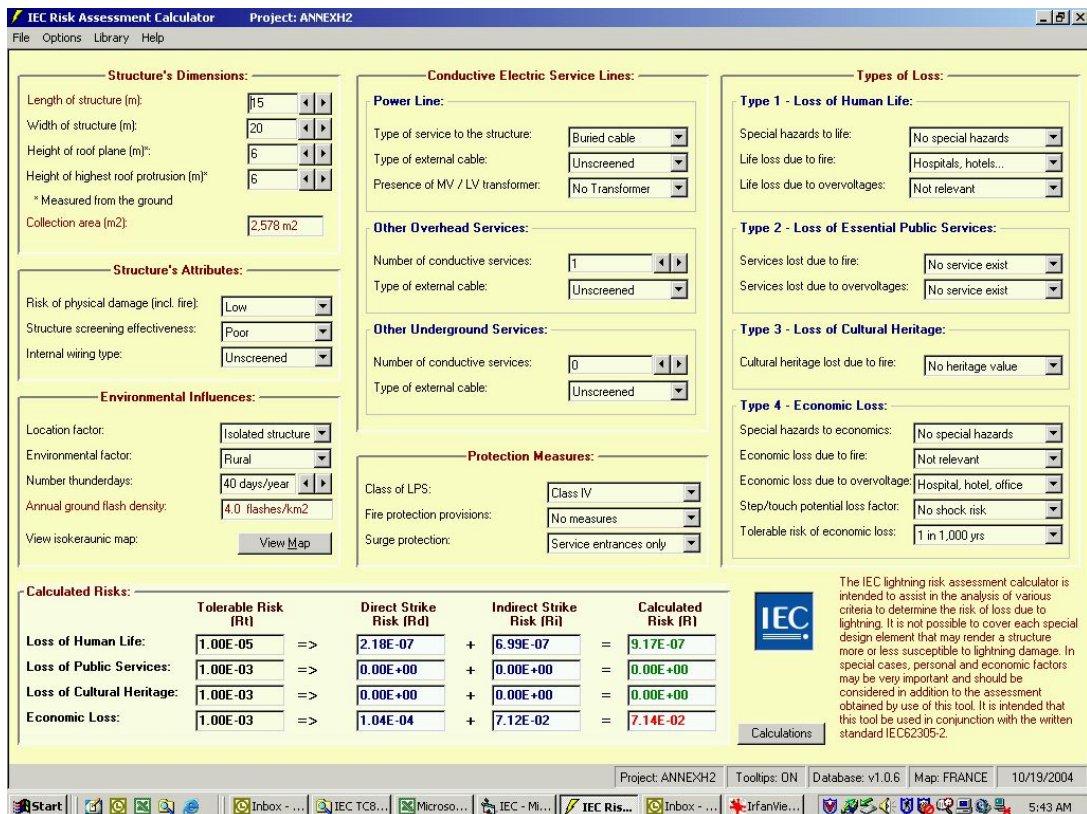 IEC Risk Assessment Calculator Project: ANNEXH2
File Options Library Help
Structure's Dimensions:
Length of structure (m): 15
Width of structure (m): 20
Height of roof plane (m)*: 6
Height of highest roof protrusion (m)* 6
* Measured from the ground
Collection area (m2): 2,578 m2
Structure's Attributes:
Risk of physical damage (incl. fire): Low
Structure screening effectiveness: Poor
Internal wiring type: Unscreened
Environmental Influences:
Location factor: Isolated structure
Environmental factor: Rural
Number thunderdays: 40 days/year
Annual ground flash density: 4.0 flashes/km2
View isokeraunic map: View Map
Conductive Electric Service Lines:
Power Line:
Type of service to the structure: Buried cable
Type of external cable: Unscreened
Presence of MV / LV transformer: No Transformer
Other Overhead Services:
Number of conductive services: 1
Type of external cable: Unscreened
Other Underground Services:
Number of conductive services: 0
Type of external cable: Unscreened
Protection Measures:
Class of LPS: Class IV
Fire protection provisions: No measures
Surge protection: Service entrances only
Types of Loss:
Type 1 - Loss of Human Life:
Special hazards to life: No special hazards
Life loss due to fire: Hospitals, hotels...
Life loss due to overvoltages: Not relevant
Type 2 - Loss of Essential Public Services:
Services lost due to fire: No service exist
Services lost due to overvoltages: No service exist
Type 3 - Loss of Cultural Heritage:
Cultural heritage lost due to fire: No heritage value
Type 4 - Economic Loss:
Special hazards to economics: No special hazards
Economic loss due to fire: Not relevant
Economic loss due to overvoltage: Hospital, hotel, office
Step/touch potential loss factor: No shock risk
Tolerable risk of economic loss: 1 in 1,000 yrs
Calculated Risks:
Tolerable Risk (Rt) Direct Strike Risk (Rd) Indirect Strike Risk (Ri) Calculated Risk (R)
Loss of Human Life: 1.00E-05 => 2.18E-07 + 6.99E-07 = 9.17E-07
Loss of Public Services: 1.00E-03 => 0.00E+00 + 0.00E+00 = 0.00E+00
Loss of Cultural Heritage: 1.00E-03 => 0.00E+00 + 0.00E+00 = 0.00E+00
Economic Loss: 1.00E-03 => 1.04E-04 + 7.12E-02 = 7.14E-02
IEC
Calculations
The IEC lightning risk assessment calculator is
intended to assist in the analysis of various
criteria to determine the risk of loss due to
lightning. It is not possible to cover each special
design element that may render a structure
more or less susceptible to lightning damage. In
special cases, personal and economic factors
may be very important and should be
considered in addition to the assessment
obtained by use of this tool. It is intended that
this tool be used in conjunction with the written
standard IEC62305-2.
Project: ANNEXH2 Tooltips: ON Database: v1.0.6 Map: FRANCE 10/19/2004
Start Inbox - ... IEC TC8... Microso... IEC - Mi... IEC Ris... Inbox - ... IrfanVie... 5:43 AM